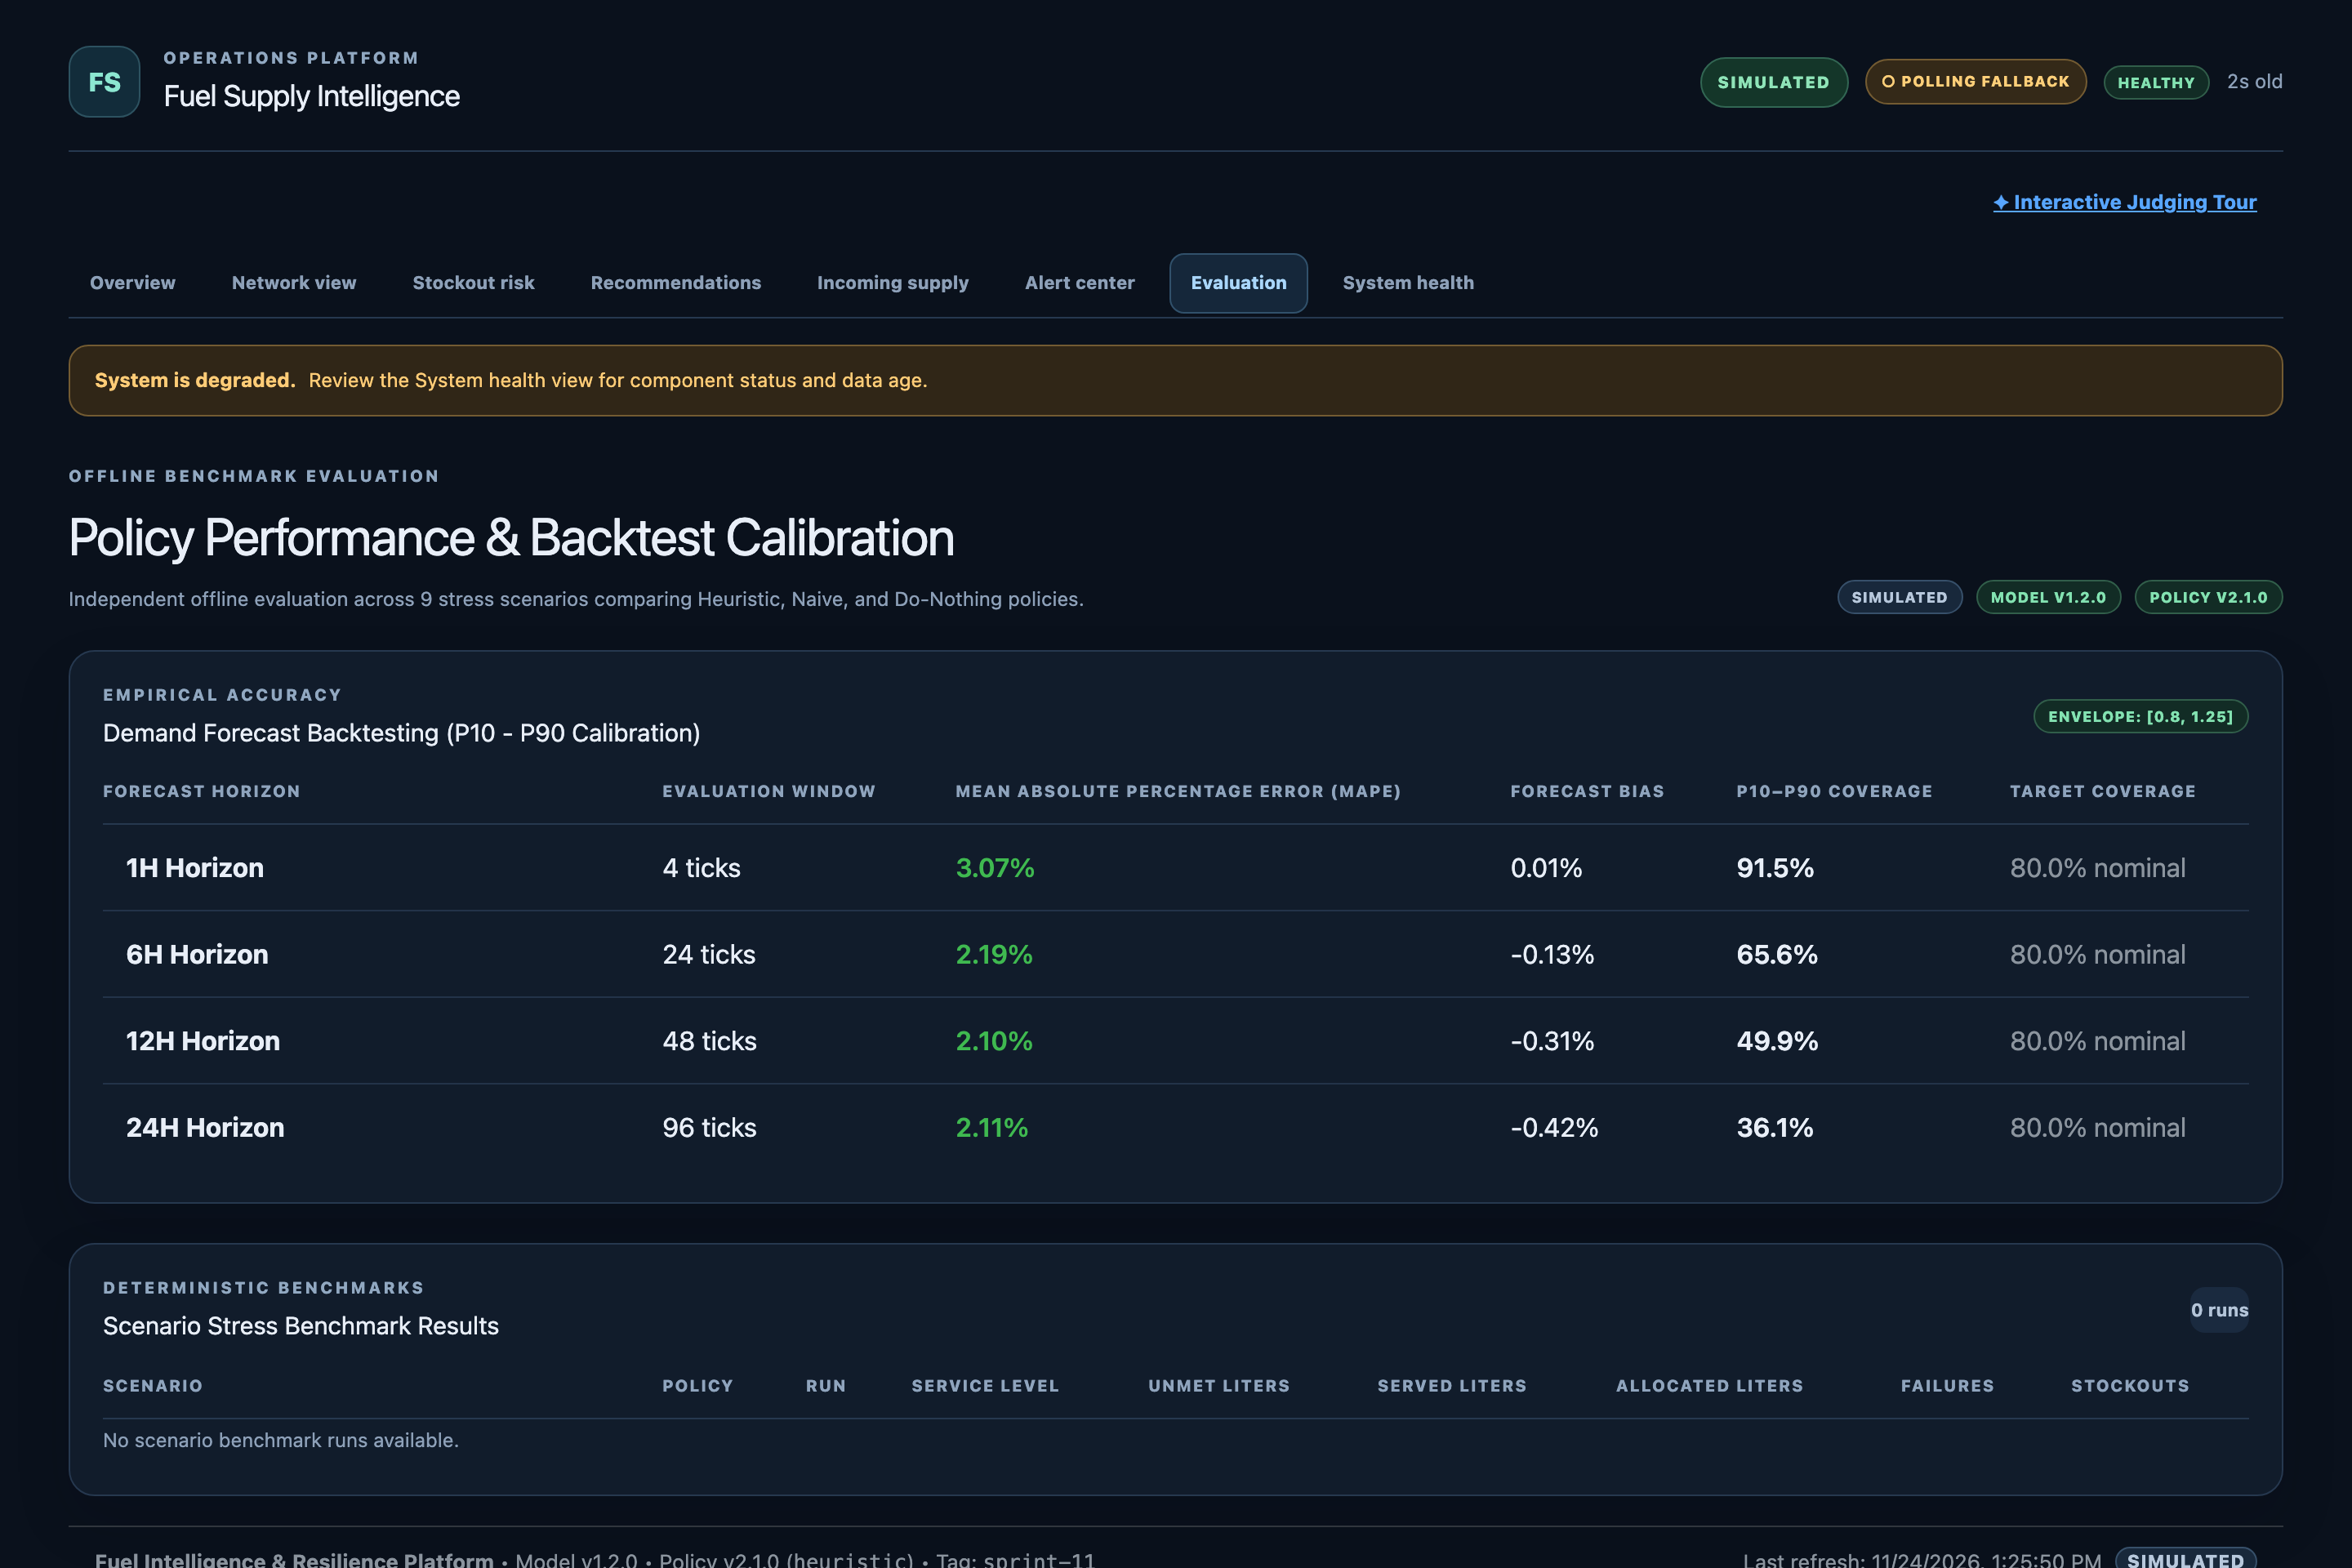 FS
OPERATIONS PLATFORM
Fuel Supply Intelligence
SIMULATED
POLLING FALLBACK
HEALTHY
2s old
✦ Interactive Judging Tour
Overview Network view Stockout risk Recommendations Incoming supply Alert center Evaluation System health
System is degraded. Review the System health view for component status and data age.
OFFLINE BENCHMARK EVALUATION
Policy Performance & Backtest Calibration
Independent offline evaluation across 9 stress scenarios comparing Heuristic, Naive, and Do-Nothing policies.
SIMULATED MODEL V1.2.0 POLICY V2.1.0
EMPIRICAL ACCURACY
Demand Forecast Backtesting (P10 - P90 Calibration)
ENVELOPE: [0.8, 1.25]
FORECAST HORIZON EVALUATION WINDOW MEAN ABSOLUTE PERCENTAGE ERROR (MAPE) FORECAST BIAS P10–P90 COVERAGE TARGET COVERAGE
1H Horizon 4 ticks 3.07% 0.01% 91.5% 80.0% nominal
6H Horizon 24 ticks 2.19% -0.13% 65.6% 80.0% nominal
12H Horizon 48 ticks 2.10% -0.31% 49.9% 80.0% nominal
24H Horizon 96 ticks 2.11% -0.42% 36.1% 80.0% nominal
DETERMINISTIC BENCHMARKS
Scenario Stress Benchmark Results
0 runs
SCENARIO POLICY RUN SERVICE LEVEL UNMET LITERS SERVED LITERS ALLOCATED LITERS FAILURES STOCKOUTS
No scenario benchmark runs available.
Fuel Intelligence & Resilience Platform • Model v1.2.0 • Policy v2.1.0 (heuristic) • Tag: sprint-11
Last refresh: 11/24/2026, 1:25:50 PM SIMULATED